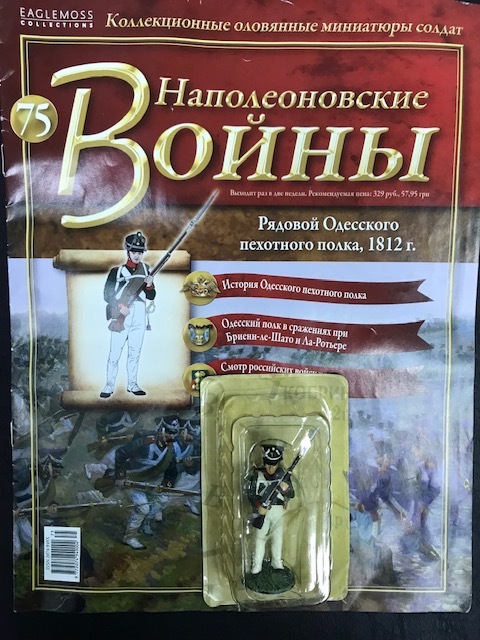 EAGLEMOSS
COLLECTIONS
Коллекционные оловянные миниатюры солдат
75
Наполеоновские
Войны
Выходит раз в две недели. Рекомендуемая цена: 329 руб., 57,95 грн
Рядовой Одесского
пехотного полка, 1812 г.
История Одесского пехотного полка
Одесский полк в сражениях при
Бриенн-ле-Шато и Ла-Ротьере
Смотр российских